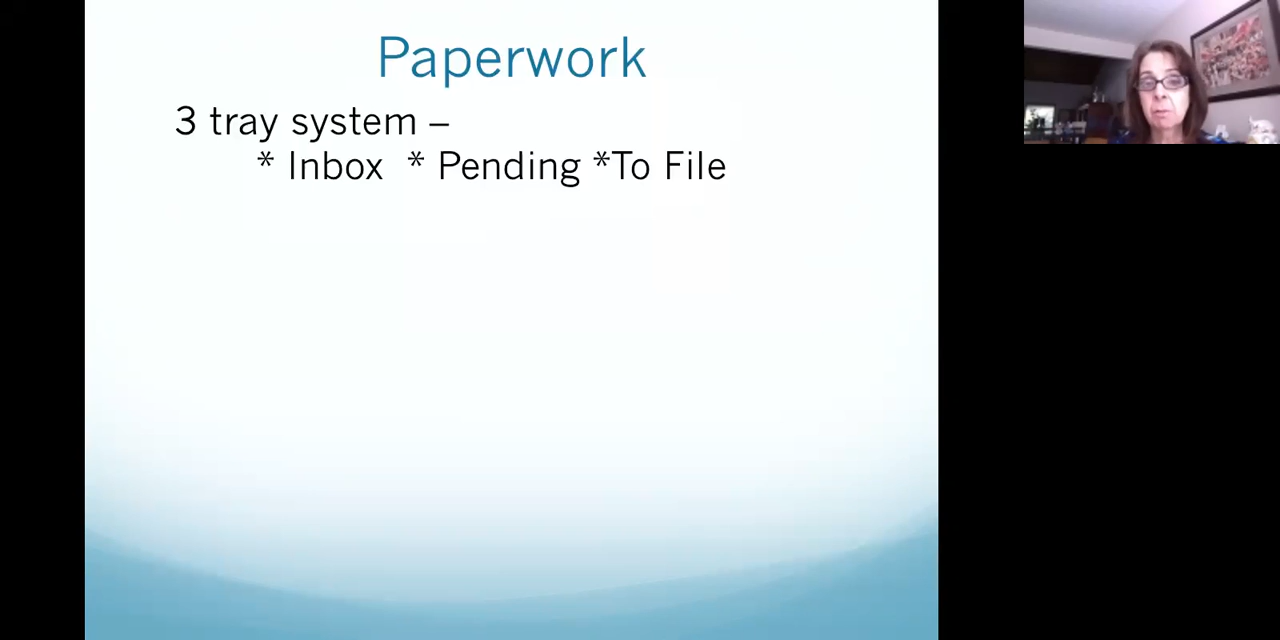 Paperwork
3 tray system –
* Inbox * Pending *To File